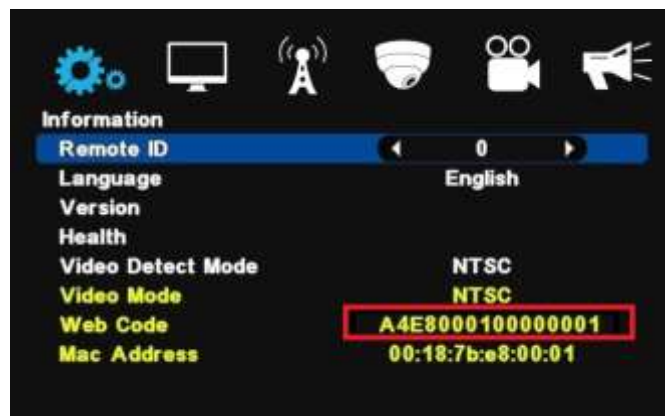 Information
Remote ID 0
Language English
Version
Health
Video Detect Mode NTSC
Video Mode NTSC
Web Code A4E8000100000001
Mac Address 00:18:7b:e8:00:01